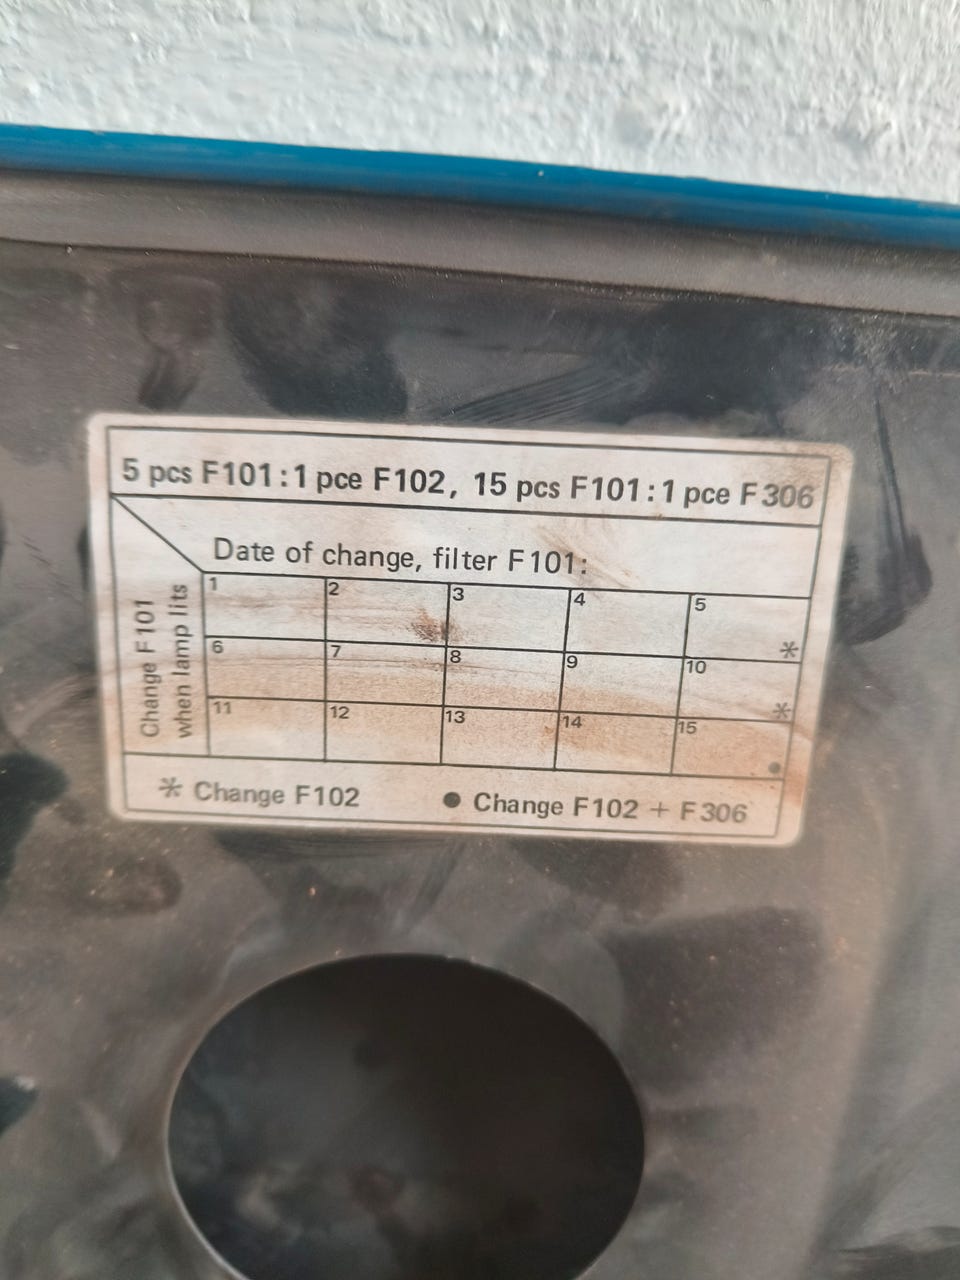 5 pcs F101:1 pce F102, 15 pcs F101:1 pce F306
Date of change, filter F101:
Change F101
when lamp lits
1 2 3 4 5 *
6 7 8 9 10 *
11 12 13 14 15 ●
* Change F102 ● Change F102 + F306